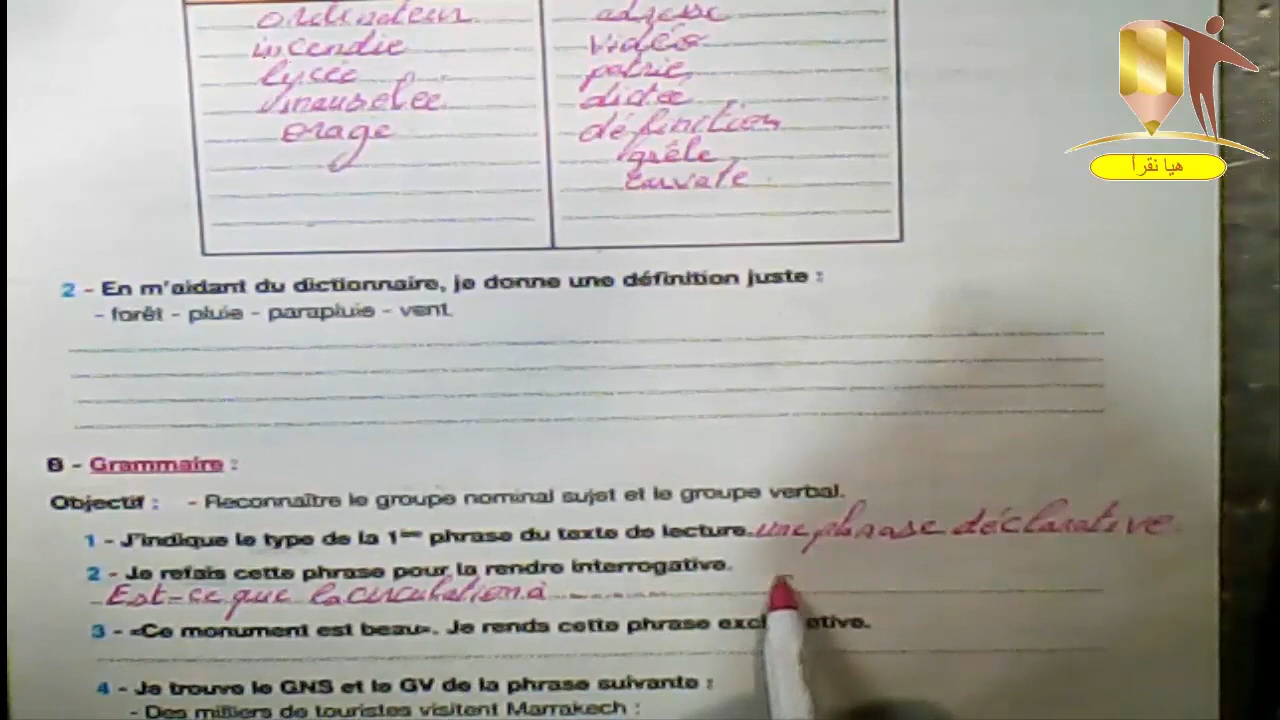 ordinateur
adresse
incendie
vidéo
lycée
patrie
dictée
orage
définition
grêle
cravate
هيا نقرأ
2 - En m'aidant du dictionnaire, je donne une définition juste :
- forêt - pluie - parapluie - vent
B - Grammaire :
Objectif : - Reconnaître le groupe nominal sujet et le groupe verbal.
1 - J'indique le type de la 1ère phrase du texte de lecture. une phrase déclarative
2 - Je refais cette phrase pour la rendre interrogative.
Est-ce que la circulation à
3 - «Ce monument est beau». Je rends cette phrase
4 - Je trouve le GNS et le GV de la phrase suivante :
- Des milliers de touristes visitent Marrakech :